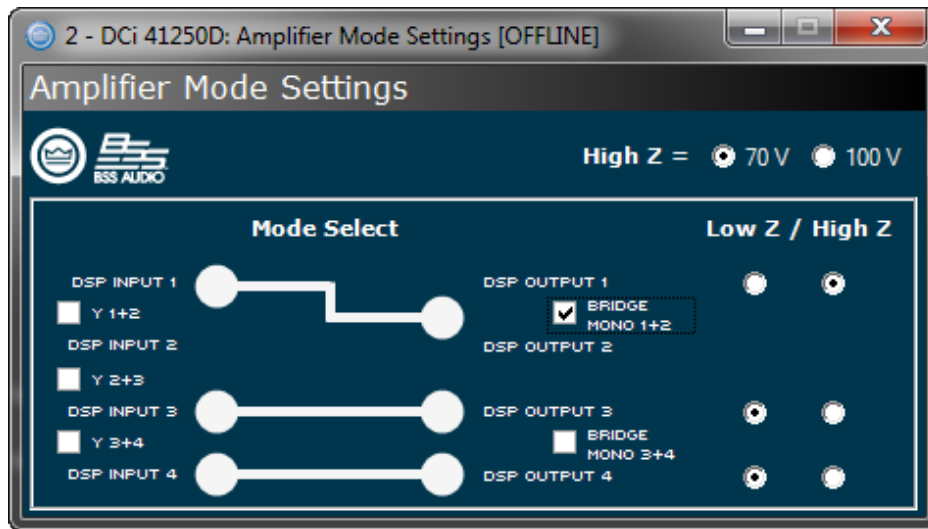 2 - DCi 41250D: Amplifier Mode Settings [OFFLINE]
Amplifier Mode Settings
BSS AUDIO
High Z = 70 V 100 V
Mode Select
Low Z / High Z
DSP INPUT 1
DSP OUTPUT 1
Y 1+2
BRIDGE
MONO 1+2
DSP INPUT 2
DSP OUTPUT 2
Y 2+3
DSP INPUT 3
DSP OUTPUT 3
Y 3+4
BRIDGE
MONO 3+4
DSP INPUT 4
DSP OUTPUT 4